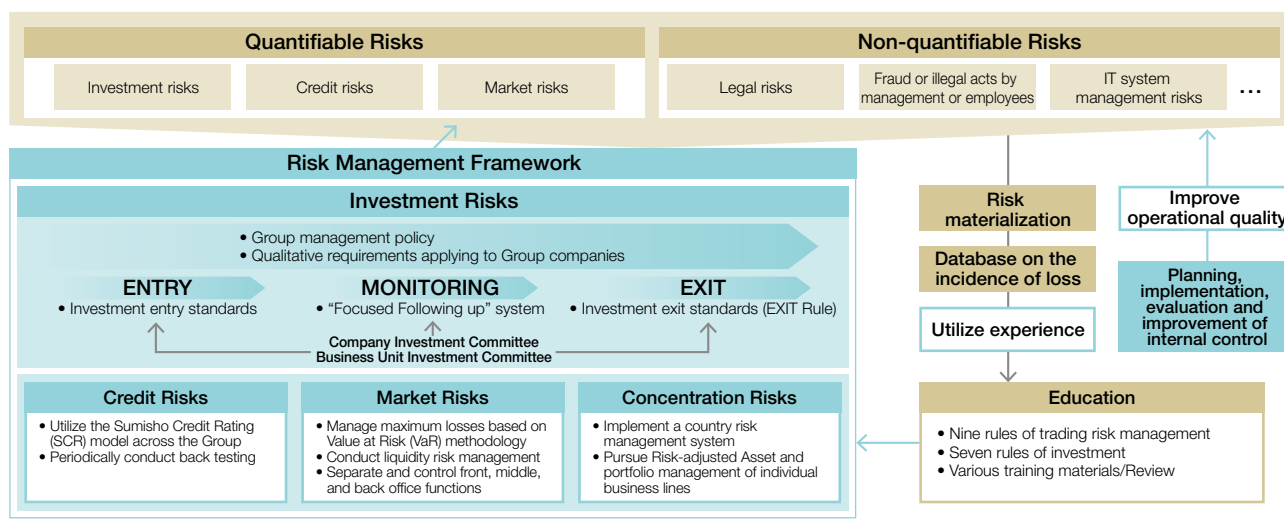 Quantifiable Risks
Investment risks
Credit risks
Market risks
Non-quantifiable Risks
Legal risks
Fraud or illegal acts by
management or employees
IT system
management risks
...
Risk Management Framework
Investment Risks
• Group management policy
• Qualitative requirements applying to Group companies
ENTRY
• Investment entry standards
MONITORING
• “Focused Following up” system
EXIT
• Investment exit standards (EXIT Rule)
Company Investment Committee
Business Unit Investment Committee
Credit Risks
• Utilize the Sumisho Credit Rating
(SCR) model across the Group
• Periodically conduct back testing
Market Risks
• Manage maximum losses based on
Value at Risk (VaR) methodology
• Conduct liquidity risk management
• Separate and control front, middle,
and back office functions
Concentration Risks
• Implement a country risk
management system
• Pursue Risk-adjusted Asset and
portfolio management of individual
business lines
Risk
materialization
Database on the
incidence of loss
Utilize experience
Improve
operational quality
Planning,
implementation,
evaluation and
improvement of
internal control
Education
• Nine rules of trading risk management
• Seven rules of investment
• Various training materials/Review